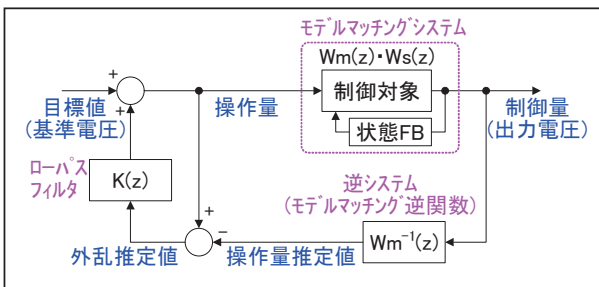 モデルマッチングシステム
Wm(z)・Ws(z)
+
制御対象
目標値
(基準電圧)
+
操作量
制御量
(出力電圧)
状態FB
ローパス
フィルタ
K(z)
逆システム
(モデルマッチング逆関数)
+
−
外乱推定値
操作量推定値
Wm⁻¹(z)